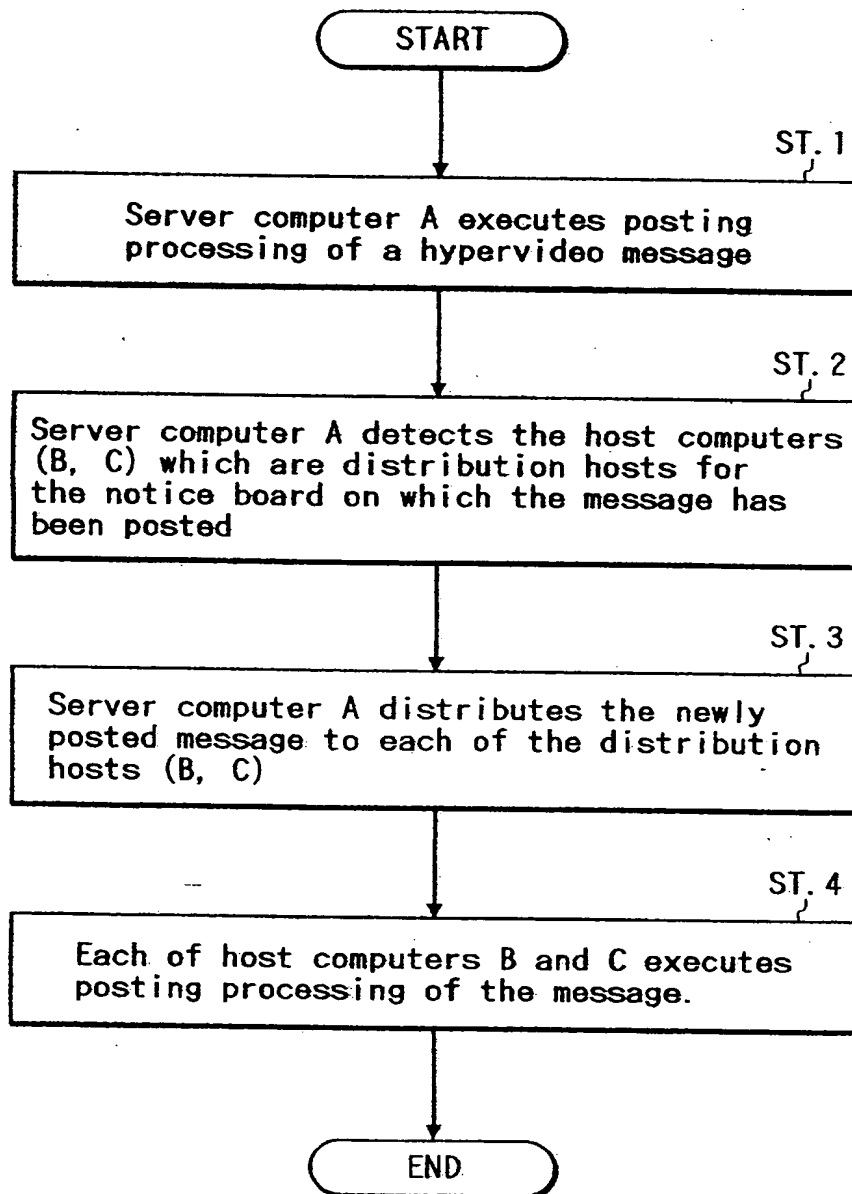 START
ST. 1
Server computer A executes posting
processing of a hypervideo message
ST. 2
Server computer A detects the host computers
(B, C) which are distribution hosts for
the notice board on which the message has
been posted
ST. 3
Server computer A distributes the newly
posted message to each of the distribution
hosts (B, C)
ST. 4
Each of host computers B and C executes
posting processing of the message.
END